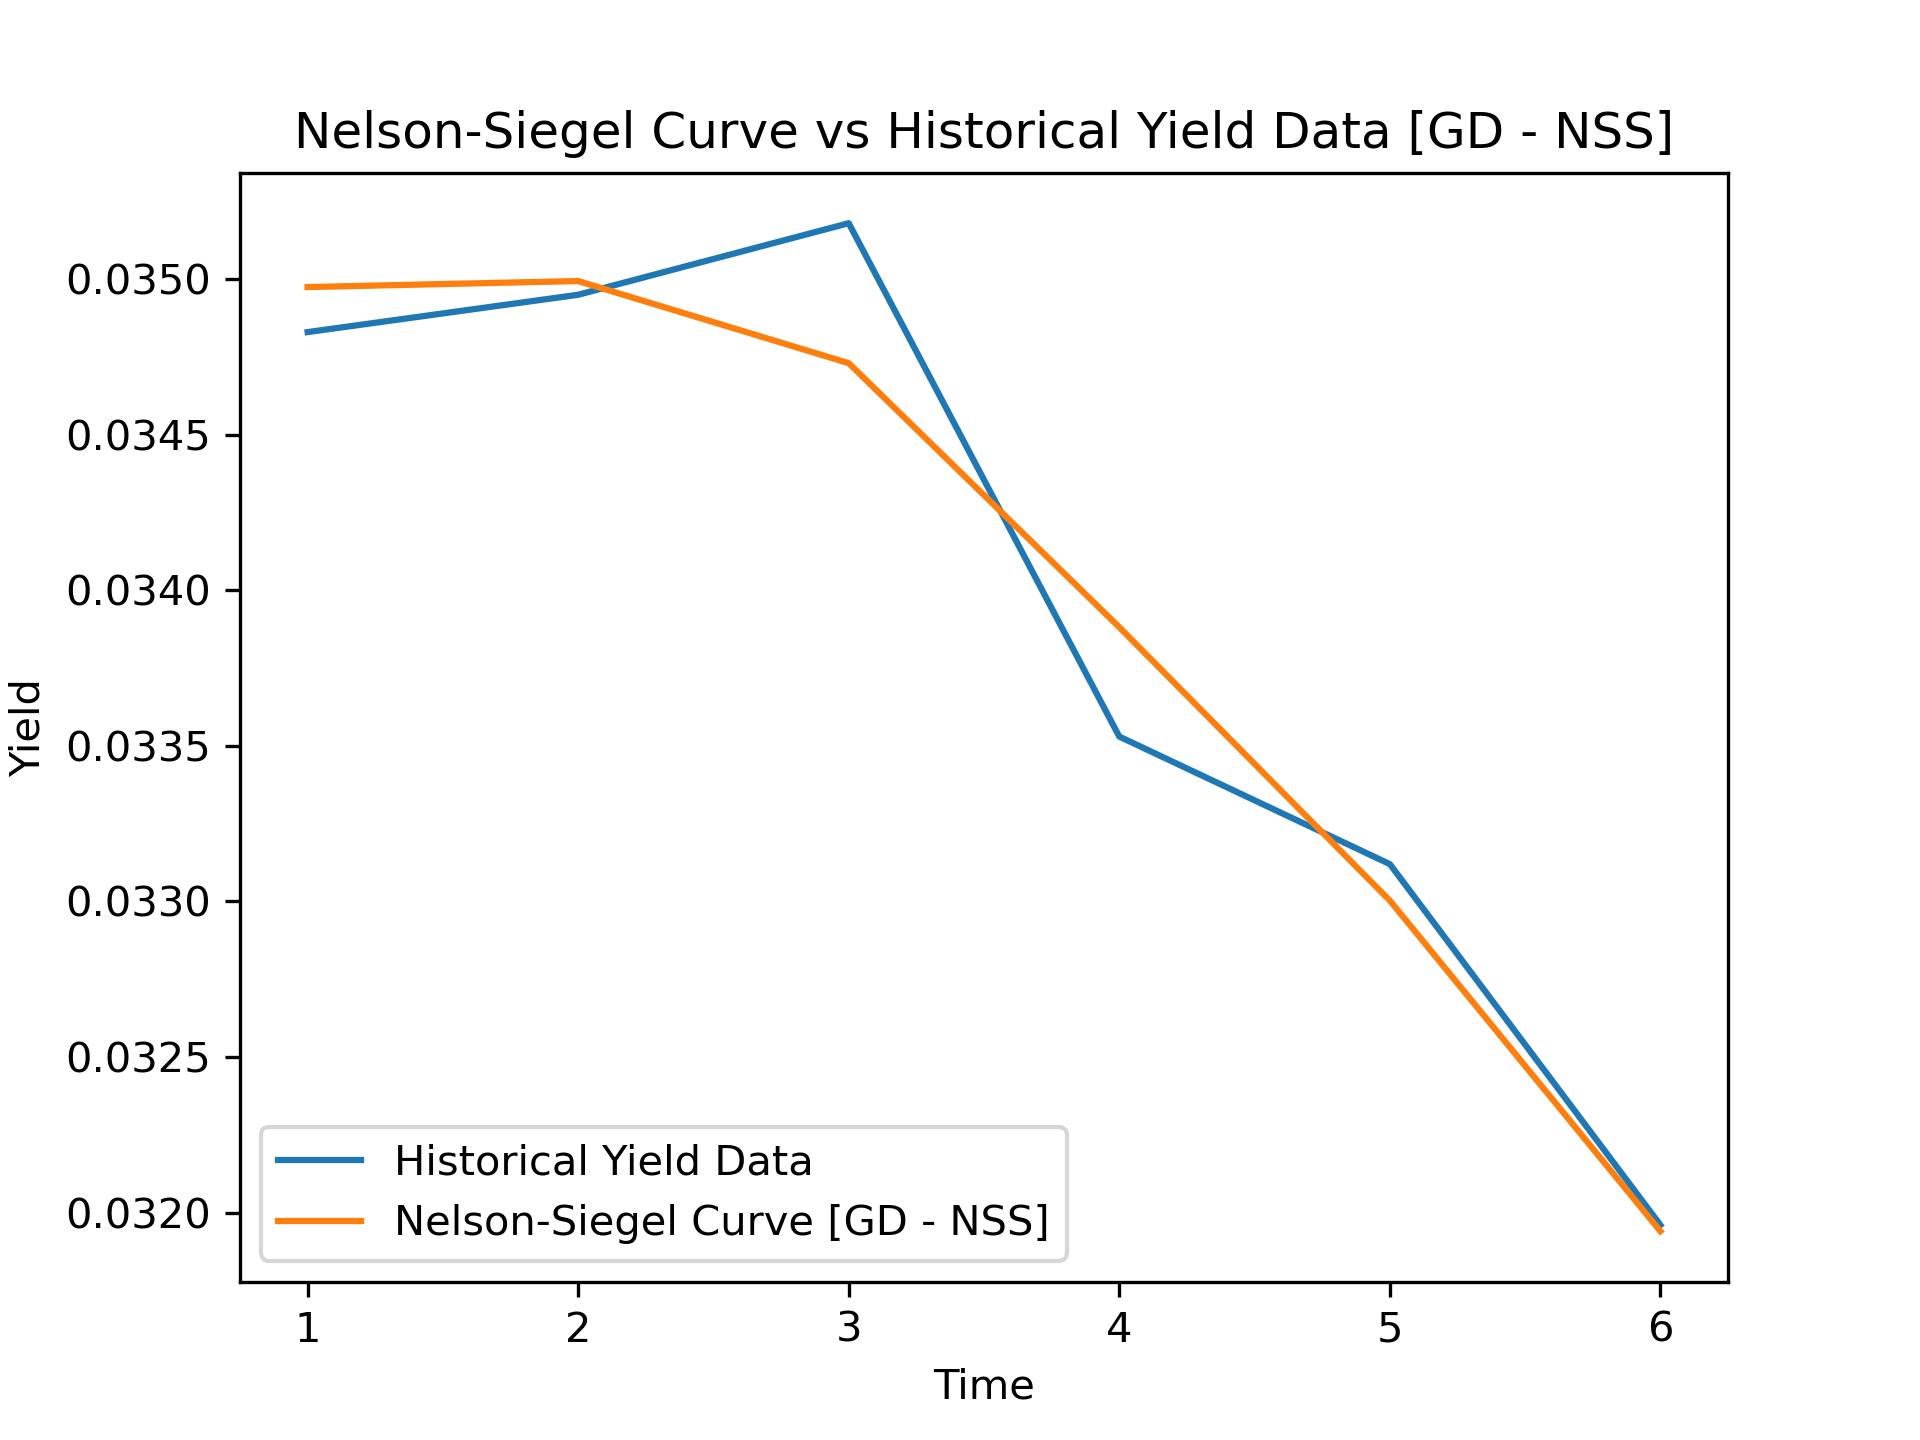 Nelson-Siegel Curve vs Historical Yield Data [GD - NSS]
0.0350
0.0345
0.0340
0.0335
0.0330
0.0325
0.0320
Yield
Historical Yield Data
Nelson-Siegel Curve [GD - NSS]
1 2 3 4 5 6
Time